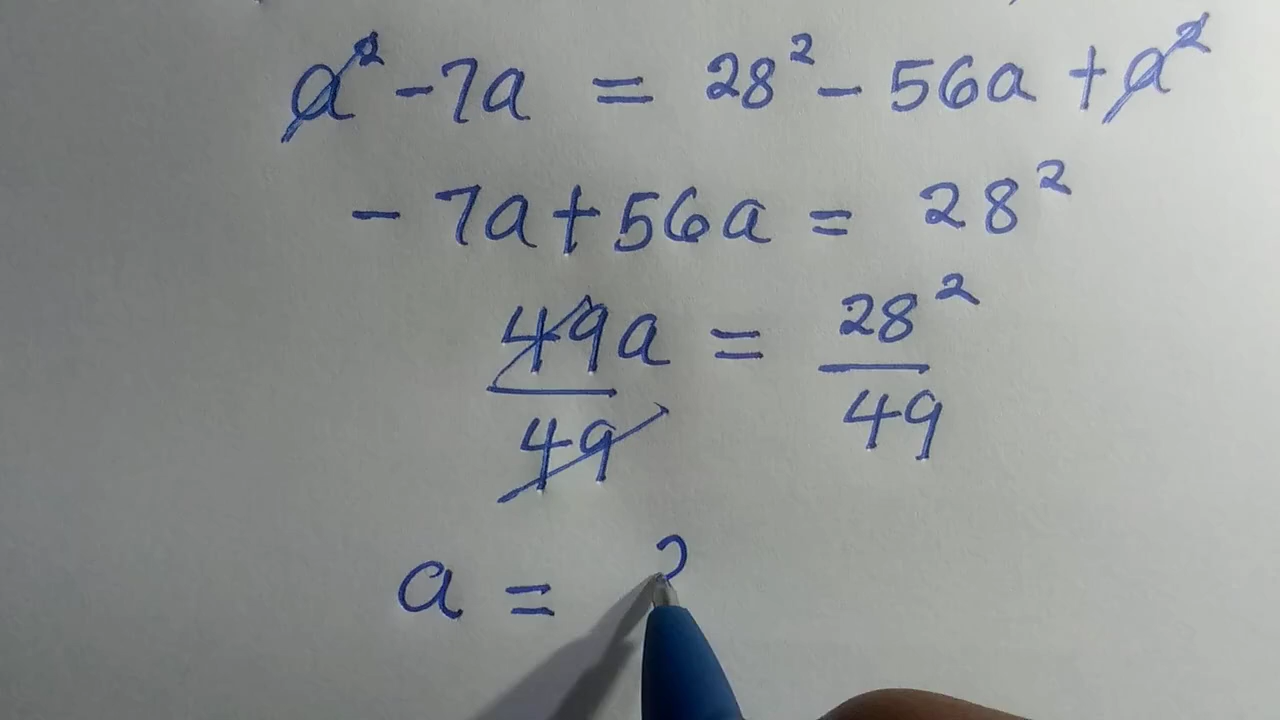 a² - 7a = 28² - 56a + a²
- 7a + 56a = 28²
49a/49 = 28²/49
a = 2